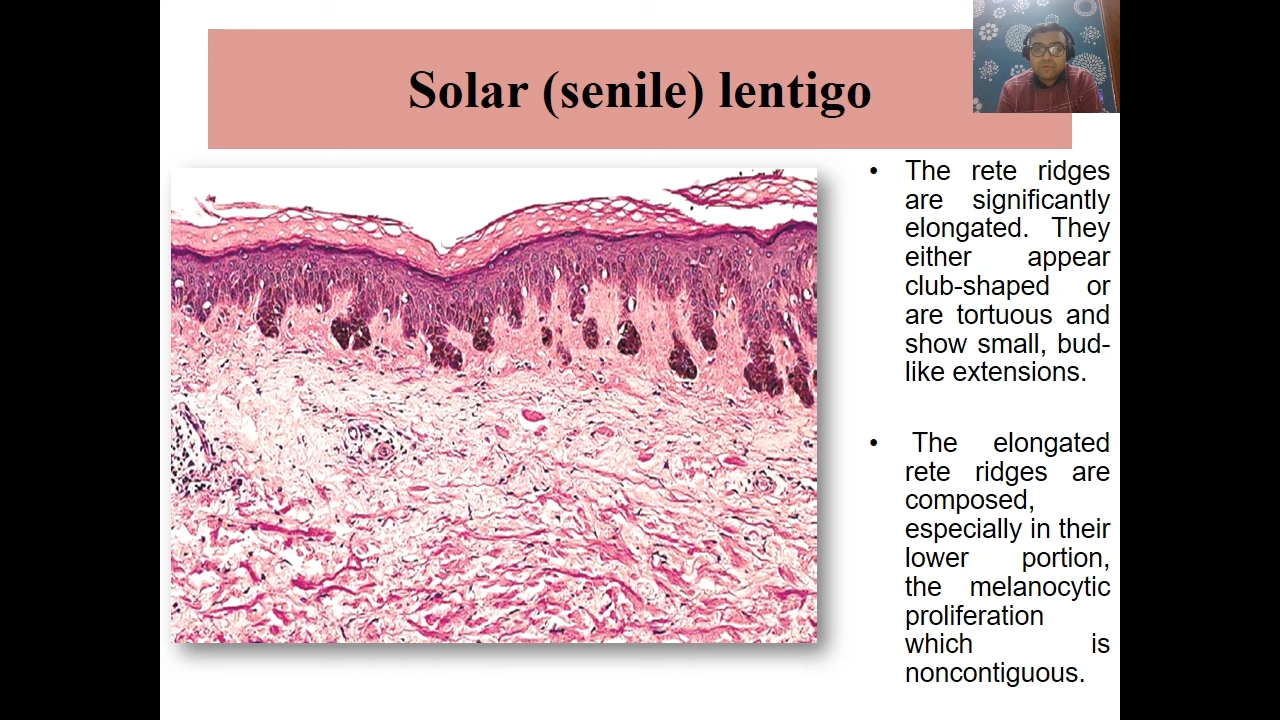 Solar (senile) lentigo
• The rete ridges
are significantly
elongated. They
either appear
club-shaped or
are tortuous and
show small, bud-
like extensions.
• The elongated
rete ridges are
composed,
especially in their
lower portion,
the melanocytic
proliferation
which is
noncontiguous.